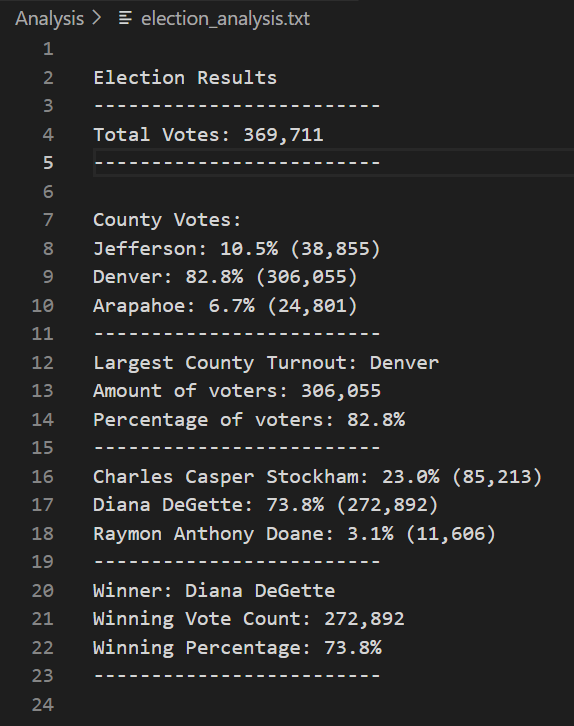 Analysis > election_analysis.txt
1
2 Election Results
3 -------------------------
4 Total Votes: 369,711
5 -------------------------
6
7 County Votes:
8 Jefferson: 10.5% (38,855)
9 Denver: 82.8% (306,055)
10 Arapahoe: 6.7% (24,801)
11 -------------------------
12 Largest County Turnout: Denver
13 Amount of voters: 306,055
14 Percentage of voters: 82.8%
15 -------------------------
16 Charles Casper Stockham: 23.0% (85,213)
17 Diana DeGette: 73.8% (272,892)
18 Raymon Anthony Doane: 3.1% (11,606)
19 -------------------------
20 Winner: Diana DeGette
21 Winning Vote Count: 272,892
22 Winning Percentage: 73.8%
23 -------------------------
24